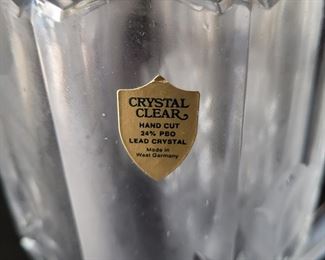 CRYSTAL
CLEAR
HAND CUT
24% PBO
LEAD CRYSTAL
Made in
West Germany